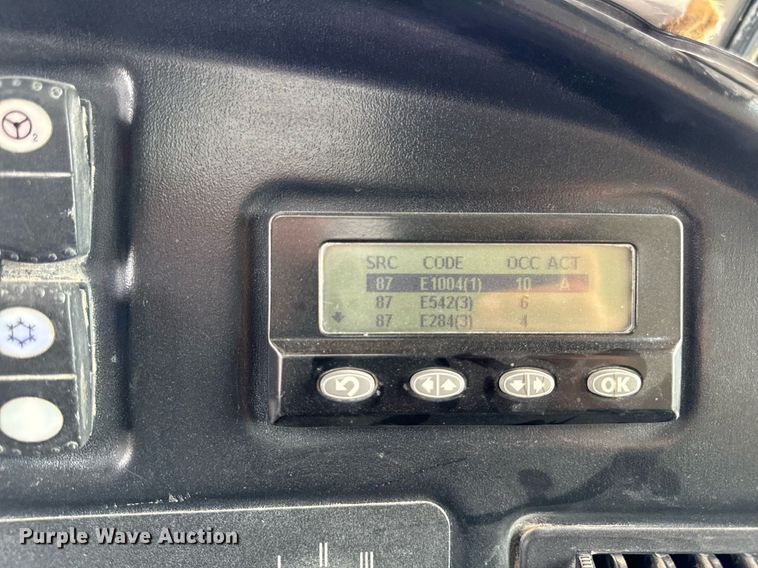 2
SRC CODE OCC ACT
87 E1004(1) 10 A
87 E542(3) 6
87 E284(3) 4
OK
Purple Wave Auction